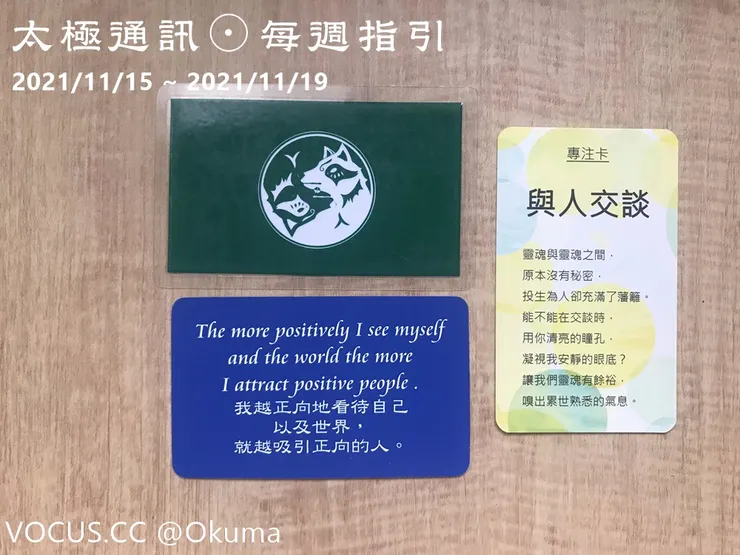 太極通訊⊙每週指引
2021/11/15 ~ 2021/11/19
The more positively I see myself
and the world the more
I attract positive people .
我越正向地看待自己
以及世界，
就越吸引正向的人。
專注卡
與人交談
靈魂與靈魂之間，
原本沒有秘密，
投生為人卻充滿了藩籬。
能不能在交談時，
用你清亮的瞳孔，
凝視我安靜的眼底？
讓我們靈魂有餘裕，
嗅出累世熟悉的氣息。
VOCUS.CC @Okuma